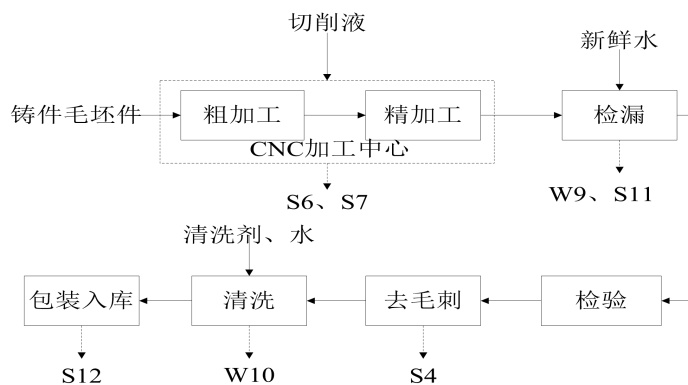 切削液
新鲜水
铸件毛坯件
粗加工
精加工
检漏
CNC加工中心
S6、S7
W9、S11
清洗剂、水
包装入库
清洗
去毛刺
检验
S12
W10
S4